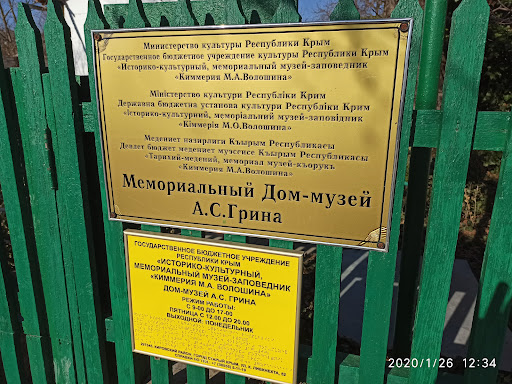 Министерство культуры Республики Крым
Государственное бюджетное учреждение культуры Республики Крым
«Историко-культурный, мемориальный музей-заповедник
«Киммерия М.А.Волошина»
Міністерство культури Республіки Крим
Державна бюджетна установа культури Республіки Крим
«Історико-культурний, меморіальний музей-заповідник
«Кіммерія М.О.Волошина»
Медениет назирлиги Къырым Республикасы
Девлет бюджет медениет муэссисе Къырым Республикасы
«Тарихий-медений, мемориал музей-къорукъ
«Киммерия М.А.Волошина»
Мемориальный Дом-музей
А.С.Грина
ГОСУДАРСТВЕННОЕ БЮДЖЕТНОЕ УЧРЕЖДЕНИЕ
РЕСПУБЛИКИ КРЫМ
«ИСТОРИКО-КУЛЬТУРНЫЙ,
МЕМОРИАЛЬНЫЙ МУЗЕЙ-ЗАПОВЕДНИК
«КИММЕРИЯ М.А. ВОЛОШИНА»
ДОМ-МУЗЕЙ А.С. ГРИНА
РЕЖИМ РАБОТЫ:
С 9-00 ДО 17-00
ПЯТНИЦА С 12.00 ДО 20.00
ВЫХОДНОЙ: ПОНЕДЕЛЬНИК
2020/1/26 12:34